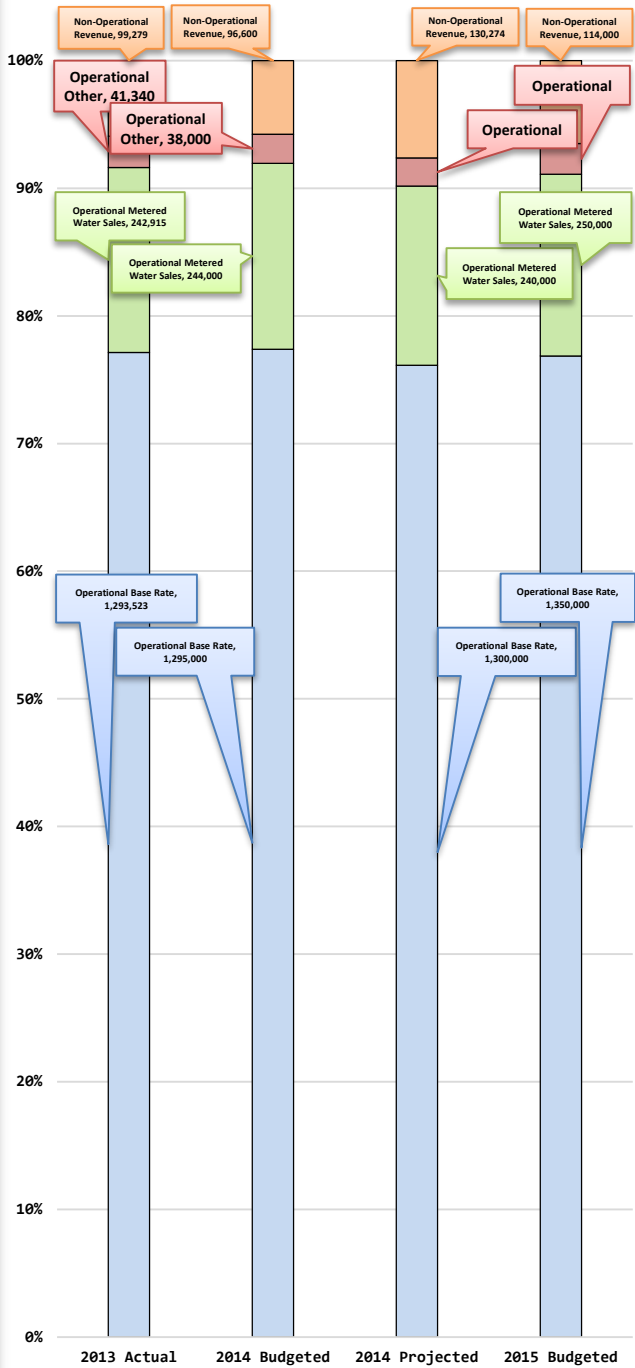 Non-Operational
Revenue, 99,279
Non-Operational
Revenue, 96,600
Non-Operational
Revenue, 130,274
Non-Operational
Revenue, 114,000
100%
Operational
Other, 41,340
Operational
Other, 38,000
Operational
Operational
90%
Operational Metered
Water Sales, 242,915
Operational Metered
Water Sales, 244,000
Operational Metered
Water Sales, 240,000
Operational Metered
Water Sales, 250,000
80%
70%
60%
Operational Base Rate,
1,293,523
Operational Base Rate,
1,295,000
Operational Base Rate,
1,300,000
Operational Base Rate,
1,350,000
50%
40%
30%
20%
10%
0%
2013 Actual
2014 Budgeted
2014 Projected
2015 Budgeted